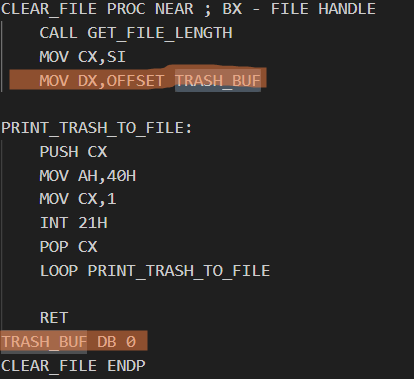 CLEAR_FILE PROC NEAR ; BX - FILE HANDLE
CALL GET_FILE_LENGTH
MOV CX,SI
MOV DX,OFFSET TRASH_BUF
PRINT_TRASH_TO_FILE:
PUSH CX
MOV AH,40H
MOV CX,1
INT 21H
POP CX
LOOP PRINT_TRASH_TO_FILE
RET
TRASH_BUF DB 0
CLEAR_FILE ENDP